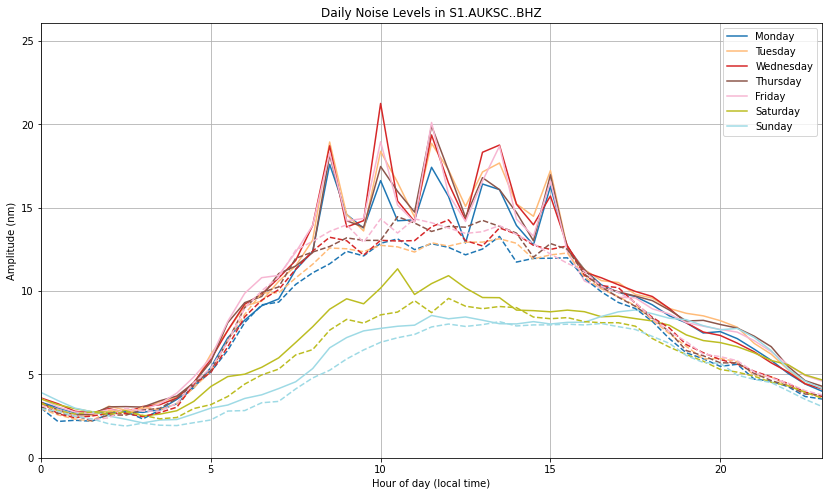 Daily Noise Levels in S1.AUKSC..BHZ
Amplitude (nm)
25
20
15
10
5
0
Monday
Tuesday
Wednesday
Thursday
Friday
Saturday
Sunday
0
5
10
15
20
Hour of day (local time)